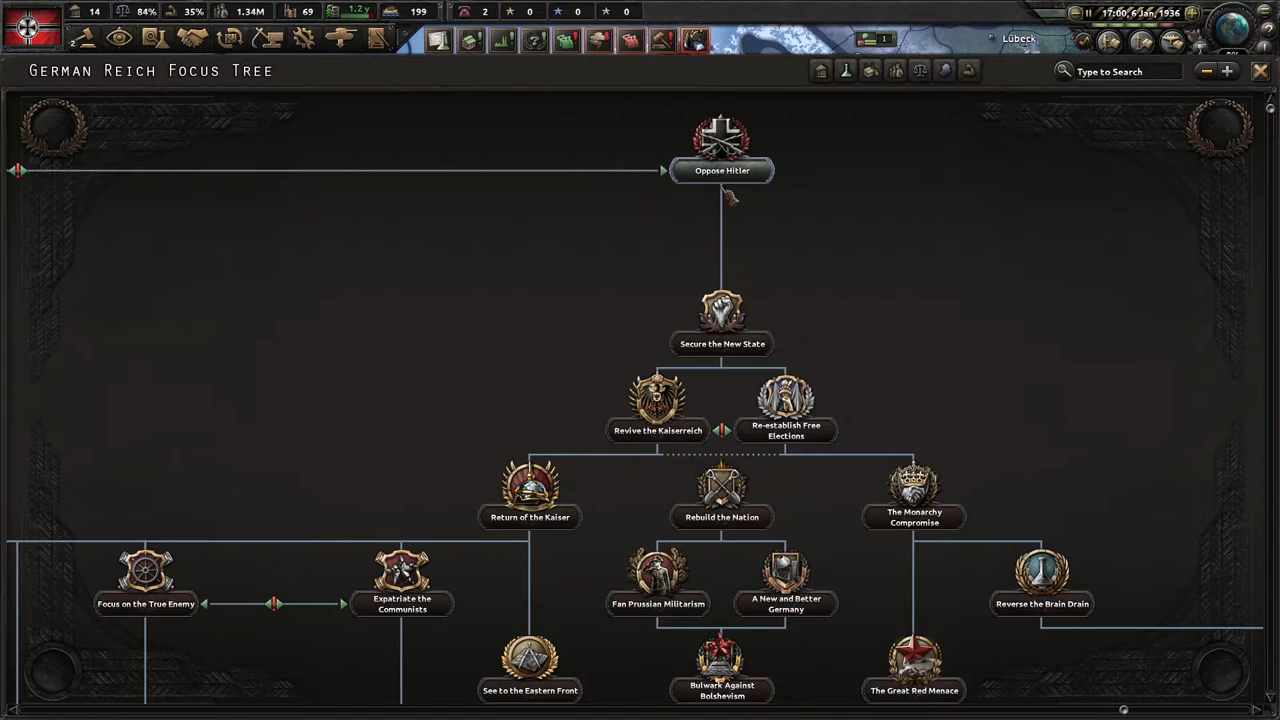 14
84%
35%
1.34M
69
1.2 y
199
2
0
0
0
17:00, 6 Jan, 1936
2
1
Lübeck
German Reich Focus Tree
Type to Search
Oppose Hitler
Secure the New State
Revive the Kaiserreich
Re-establish Free
Elections
Return of the Kaiser
Rebuild the Nation
The Monarchy
Compromise
Focus on the True Enemy
Expatriate the
Communists
Fan Prussian Militarism
A New and Better
Germany
Reverse the Brain Drain
See to the Eastern Front
Bulwark Against
Bolshevism
The Great Red Menace